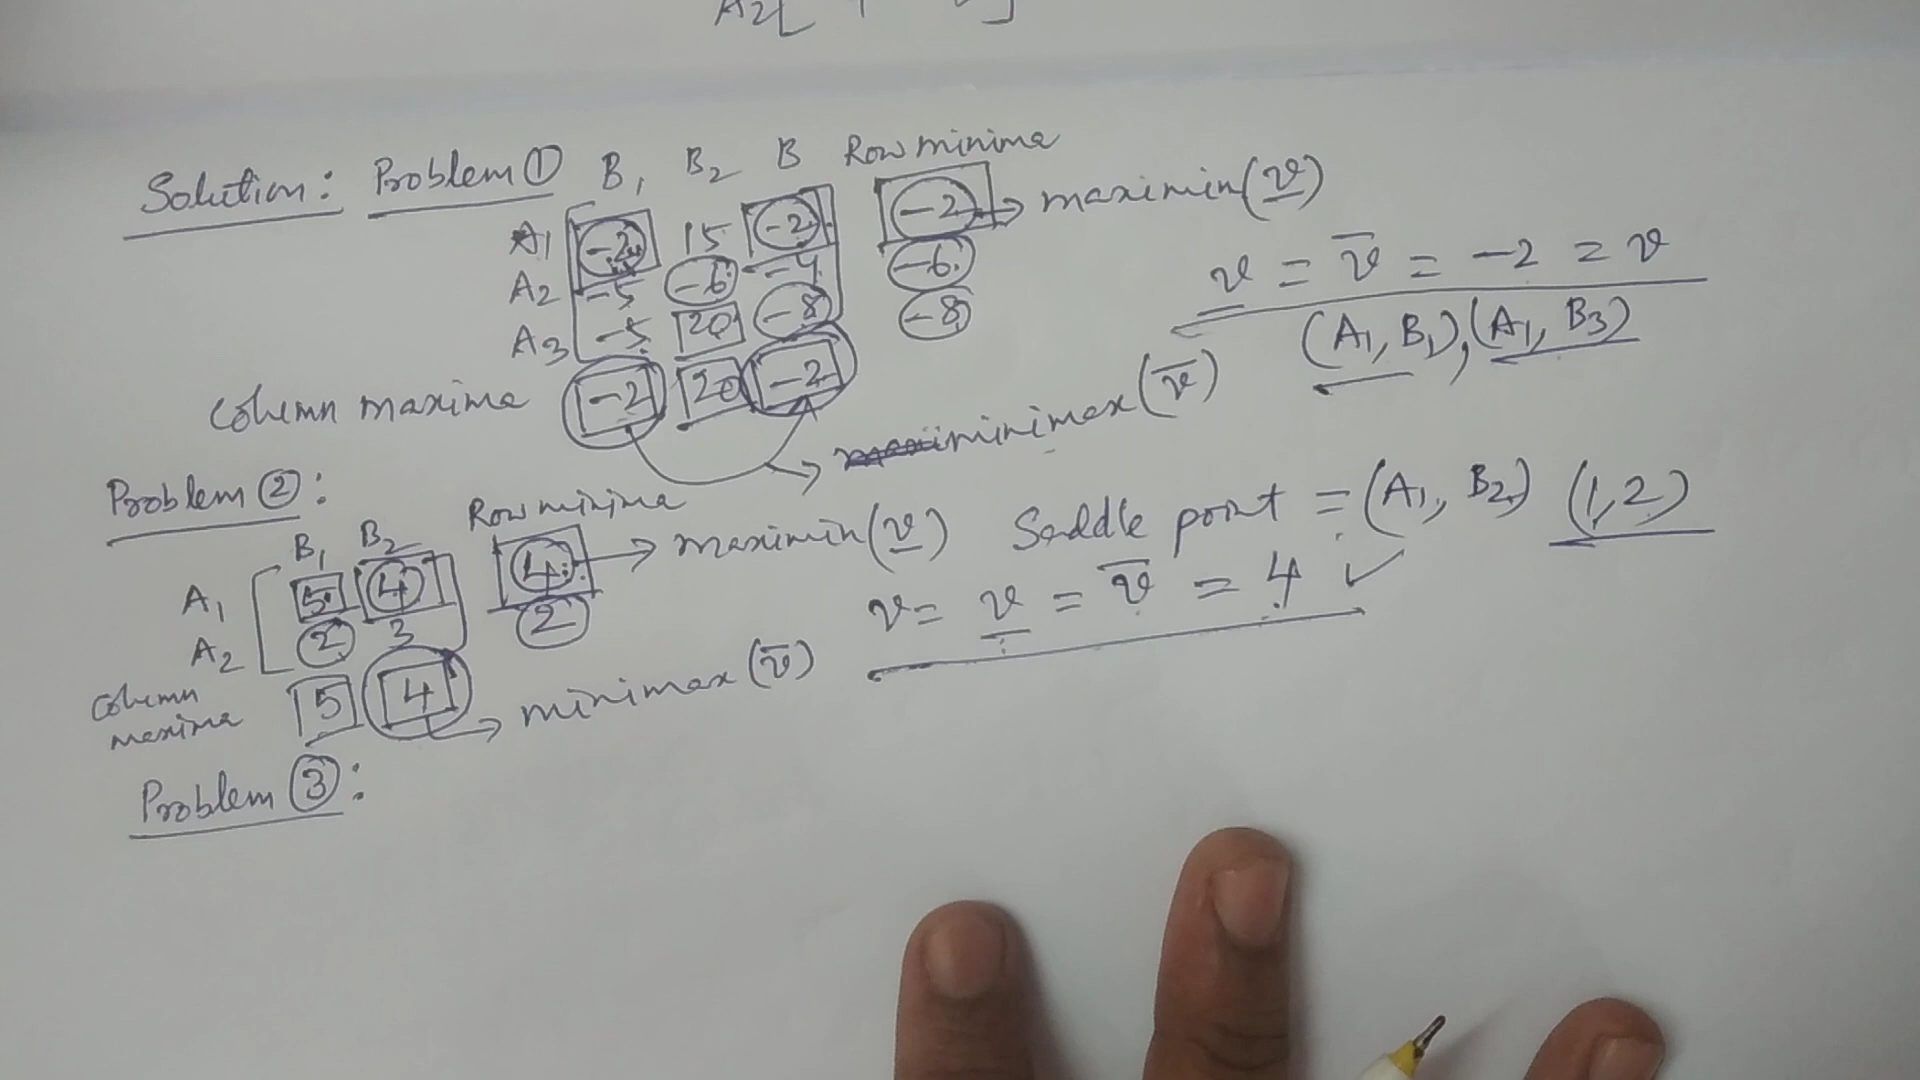 A2[
Solution: Problem ① B1 B2 B Row minima
A1 -2 15 -2 -2 → maximin(v)
A2 -5 -6 -4 -6
A3 -5 20 -8 -8
v = v̅ = -2 = v
(A1, B1), (A1, B3)
column maxima -2 20 -2
→ minimax(v̅)
Problem ②:
B1 B2 Row minima
A1 5 4 4 → maximin(v)
A2 2 3 2
column maxima 5 4 → minimax(v̅)
Saddle point = (A1, B2) (1,2)
v = v = v̅ = 4 ✓
Problem ③: